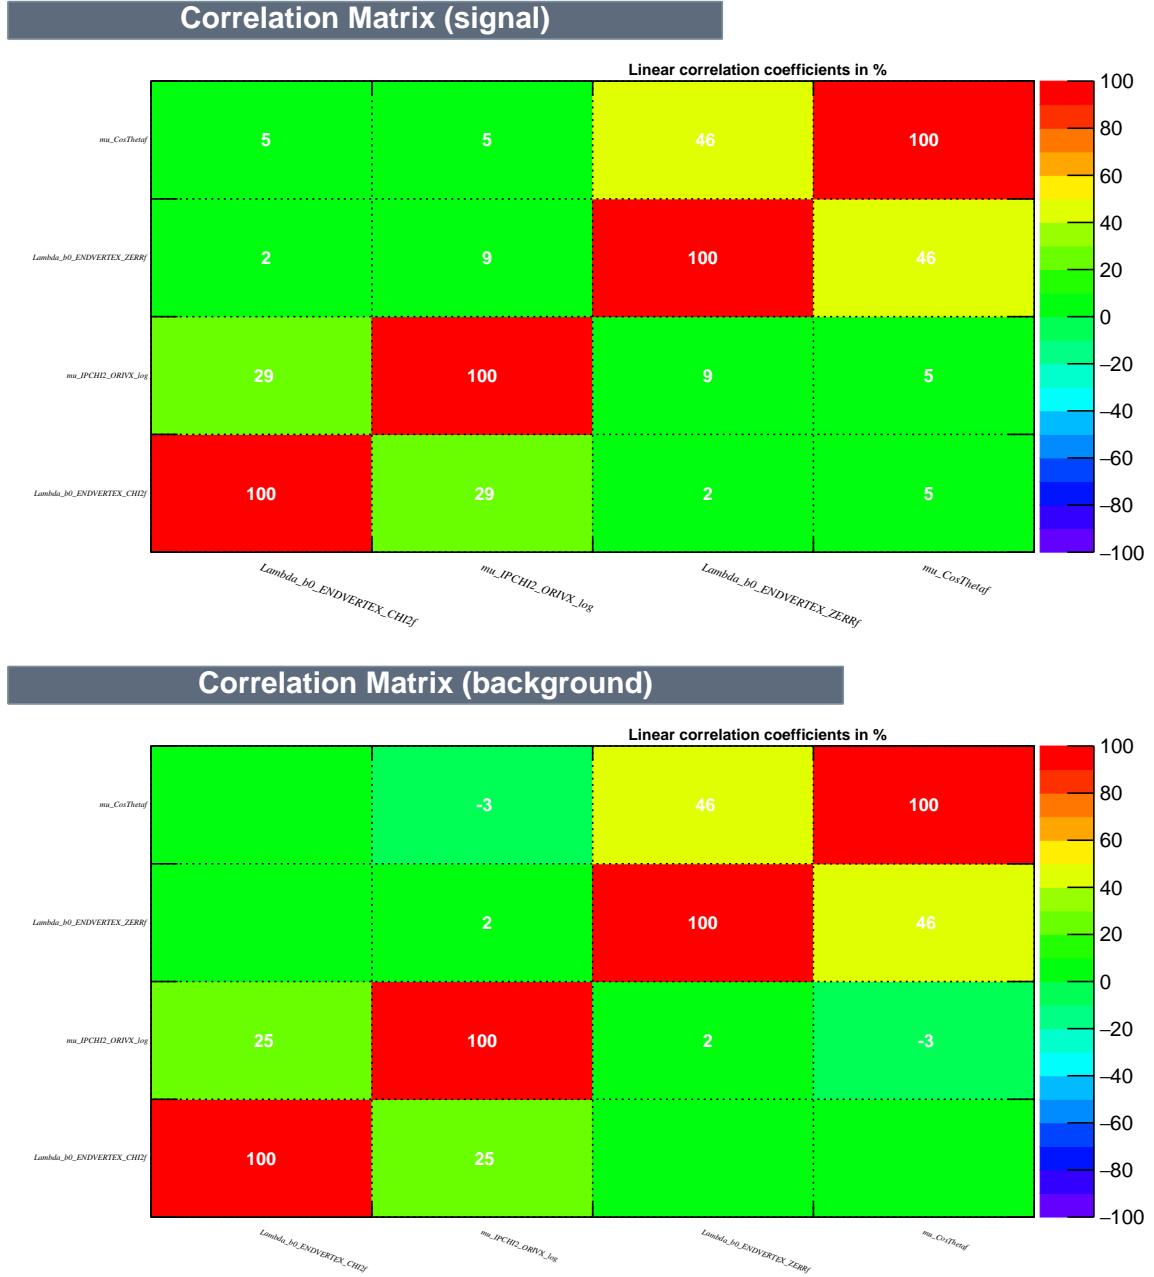 Correlation Matrix (signal)
Linear correlation coefficients in %
mu_CosThetaf 5 5 46 100
Lambda_b0_ENDVERTEX_ZERRf 2 9 100 46
mu_IPCHI2_ORIVX_log 29 100 9 5
Lambda_b0_ENDVERTEX_CHI2f 100 29 2 5
100
80
60
40
20
0
−20
−40
−60
−80
−100
Lambda_b0_ENDVERTEX_CHI2f mu_IPCHI2_ORIVX_log Lambda_b0_ENDVERTEX_ZERRf mu_CosThetaf
Correlation Matrix (background)
Linear correlation coefficients in %
mu_CosThetaf -3 46 100
Lambda_b0_ENDVERTEX_ZERRf 2 100 46
mu_IPCHI2_ORIVX_log 25 100 2 -3
Lambda_b0_ENDVERTEX_CHI2f 100 25
100
80
60
40
20
0
−20
−40
−60
−80
−100
Lambda_b0_ENDVERTEX_CHI2f mu_IPCHI2_ORIVX_log Lambda_b0_ENDVERTEX_ZERRf mu_CosThetaf